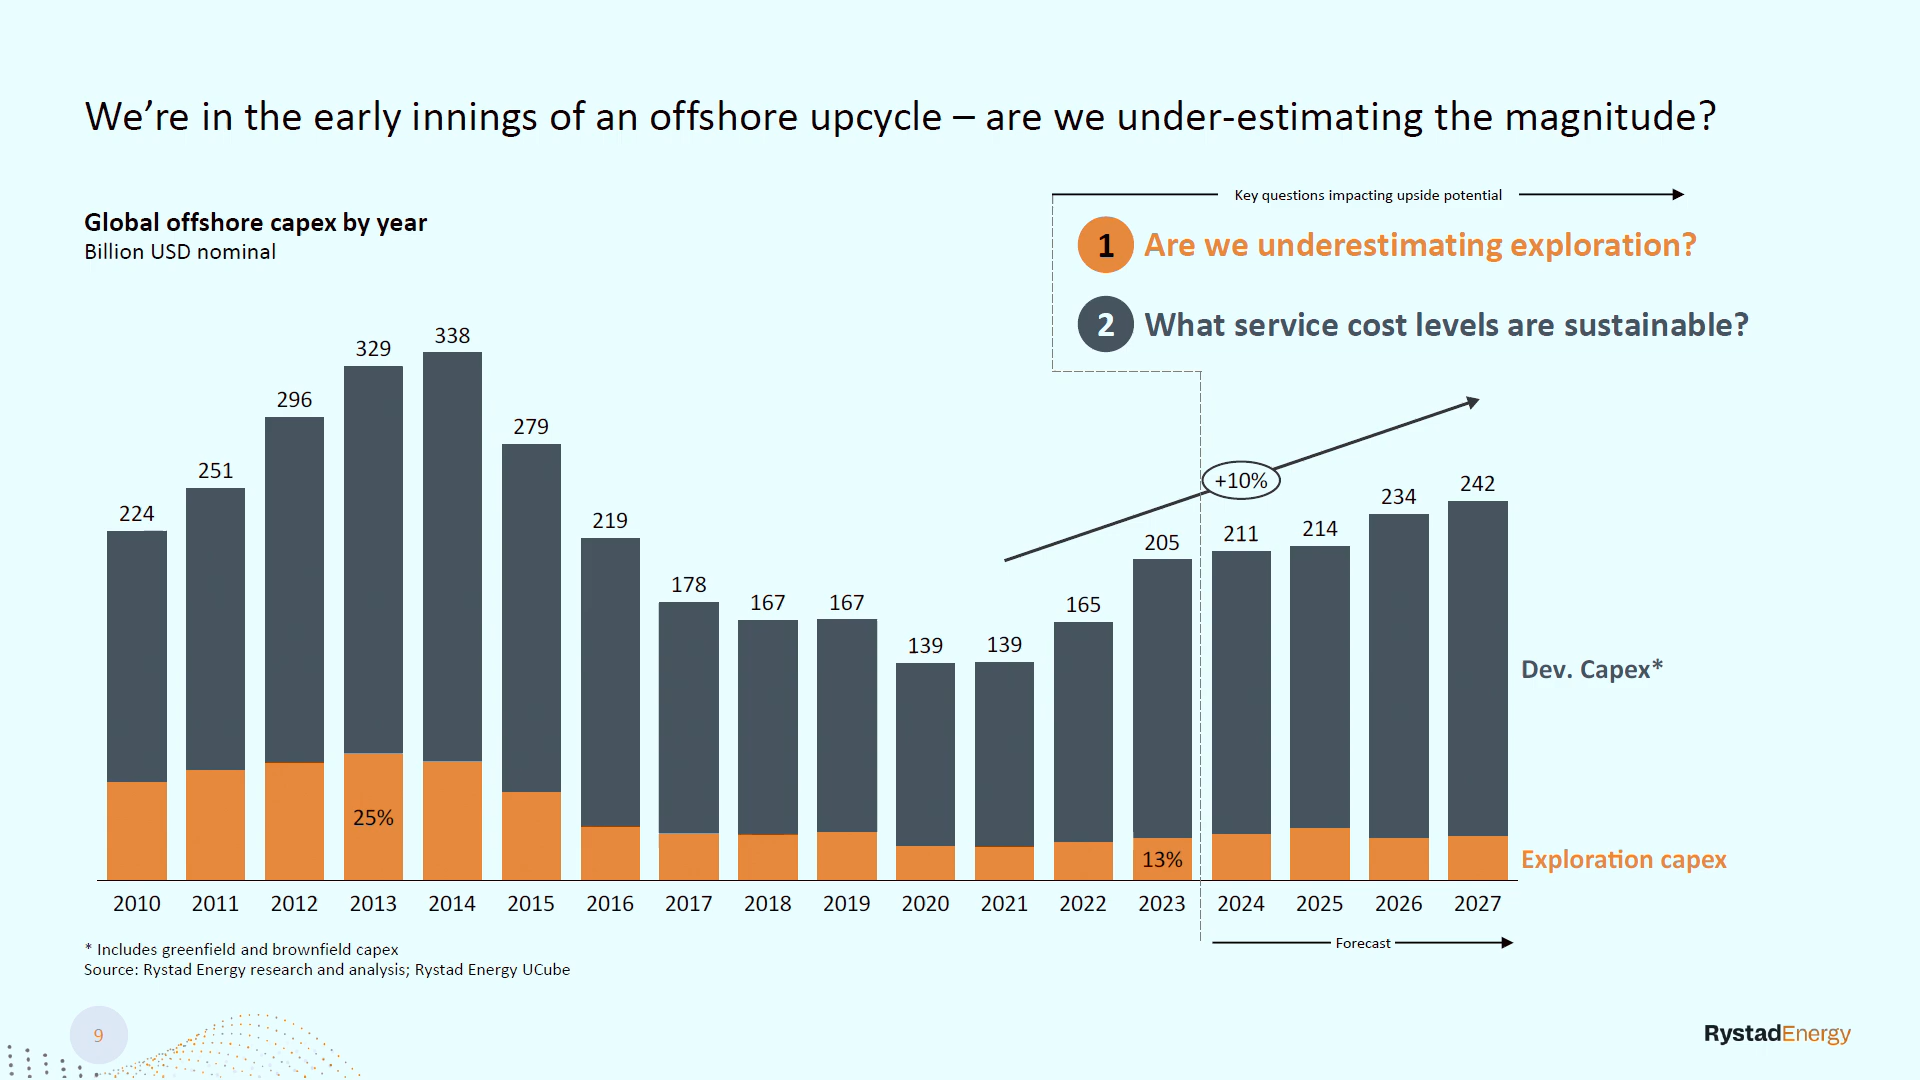 We're in the early innings of an offshore upcycle – are we under-estimating the magnitude?
Key questions impacting upside potential
Global offshore capex by year
Billion USD nominal
1 Are we underestimating exploration?
2 What service cost levels are sustainable?
338
329
296
279
251
224
219
178
167
167
139
139
165
205
+10%
211
214
234
242
Dev. Capex*
25%
13%
Exploration capex
2010 2011 2012 2013 2014 2015 2016 2017 2018 2019 2020 2021 2022 2023 2024 2025 2026 2027
Forecast
* Includes greenfield and brownfield capex
Source: Rystad Energy research and analysis; Rystad Energy UCube
9
RystadEnergy